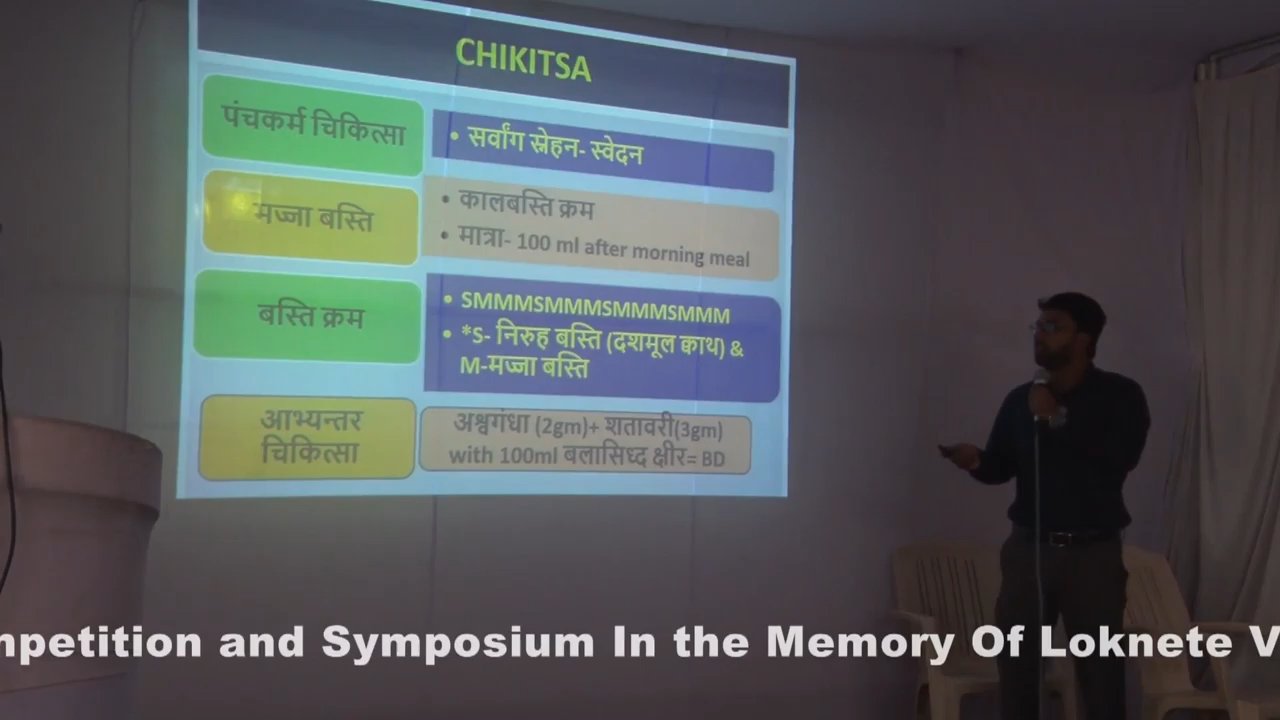 CHIKITSA
पंचकर्म चिकित्सा
• सर्वांग स्नेहन- स्वेदन
मज्जा बस्ति
• कालबस्ति क्रम
• मात्रा- 100 ml after morning meal
बस्ति क्रम
• SMMMSMMMSMMMSMMM
• *S- निरुह बस्ति (दशमूल क्वाथ) &
M-मज्जा बस्ति
आभ्यन्तर
चिकित्सा
अश्वगंधा (2gm)+ शतावरी(3gm)
with 100ml बलासिध्द क्षीर= BD
mpetition and Symposium In the Memory Of Loknete V